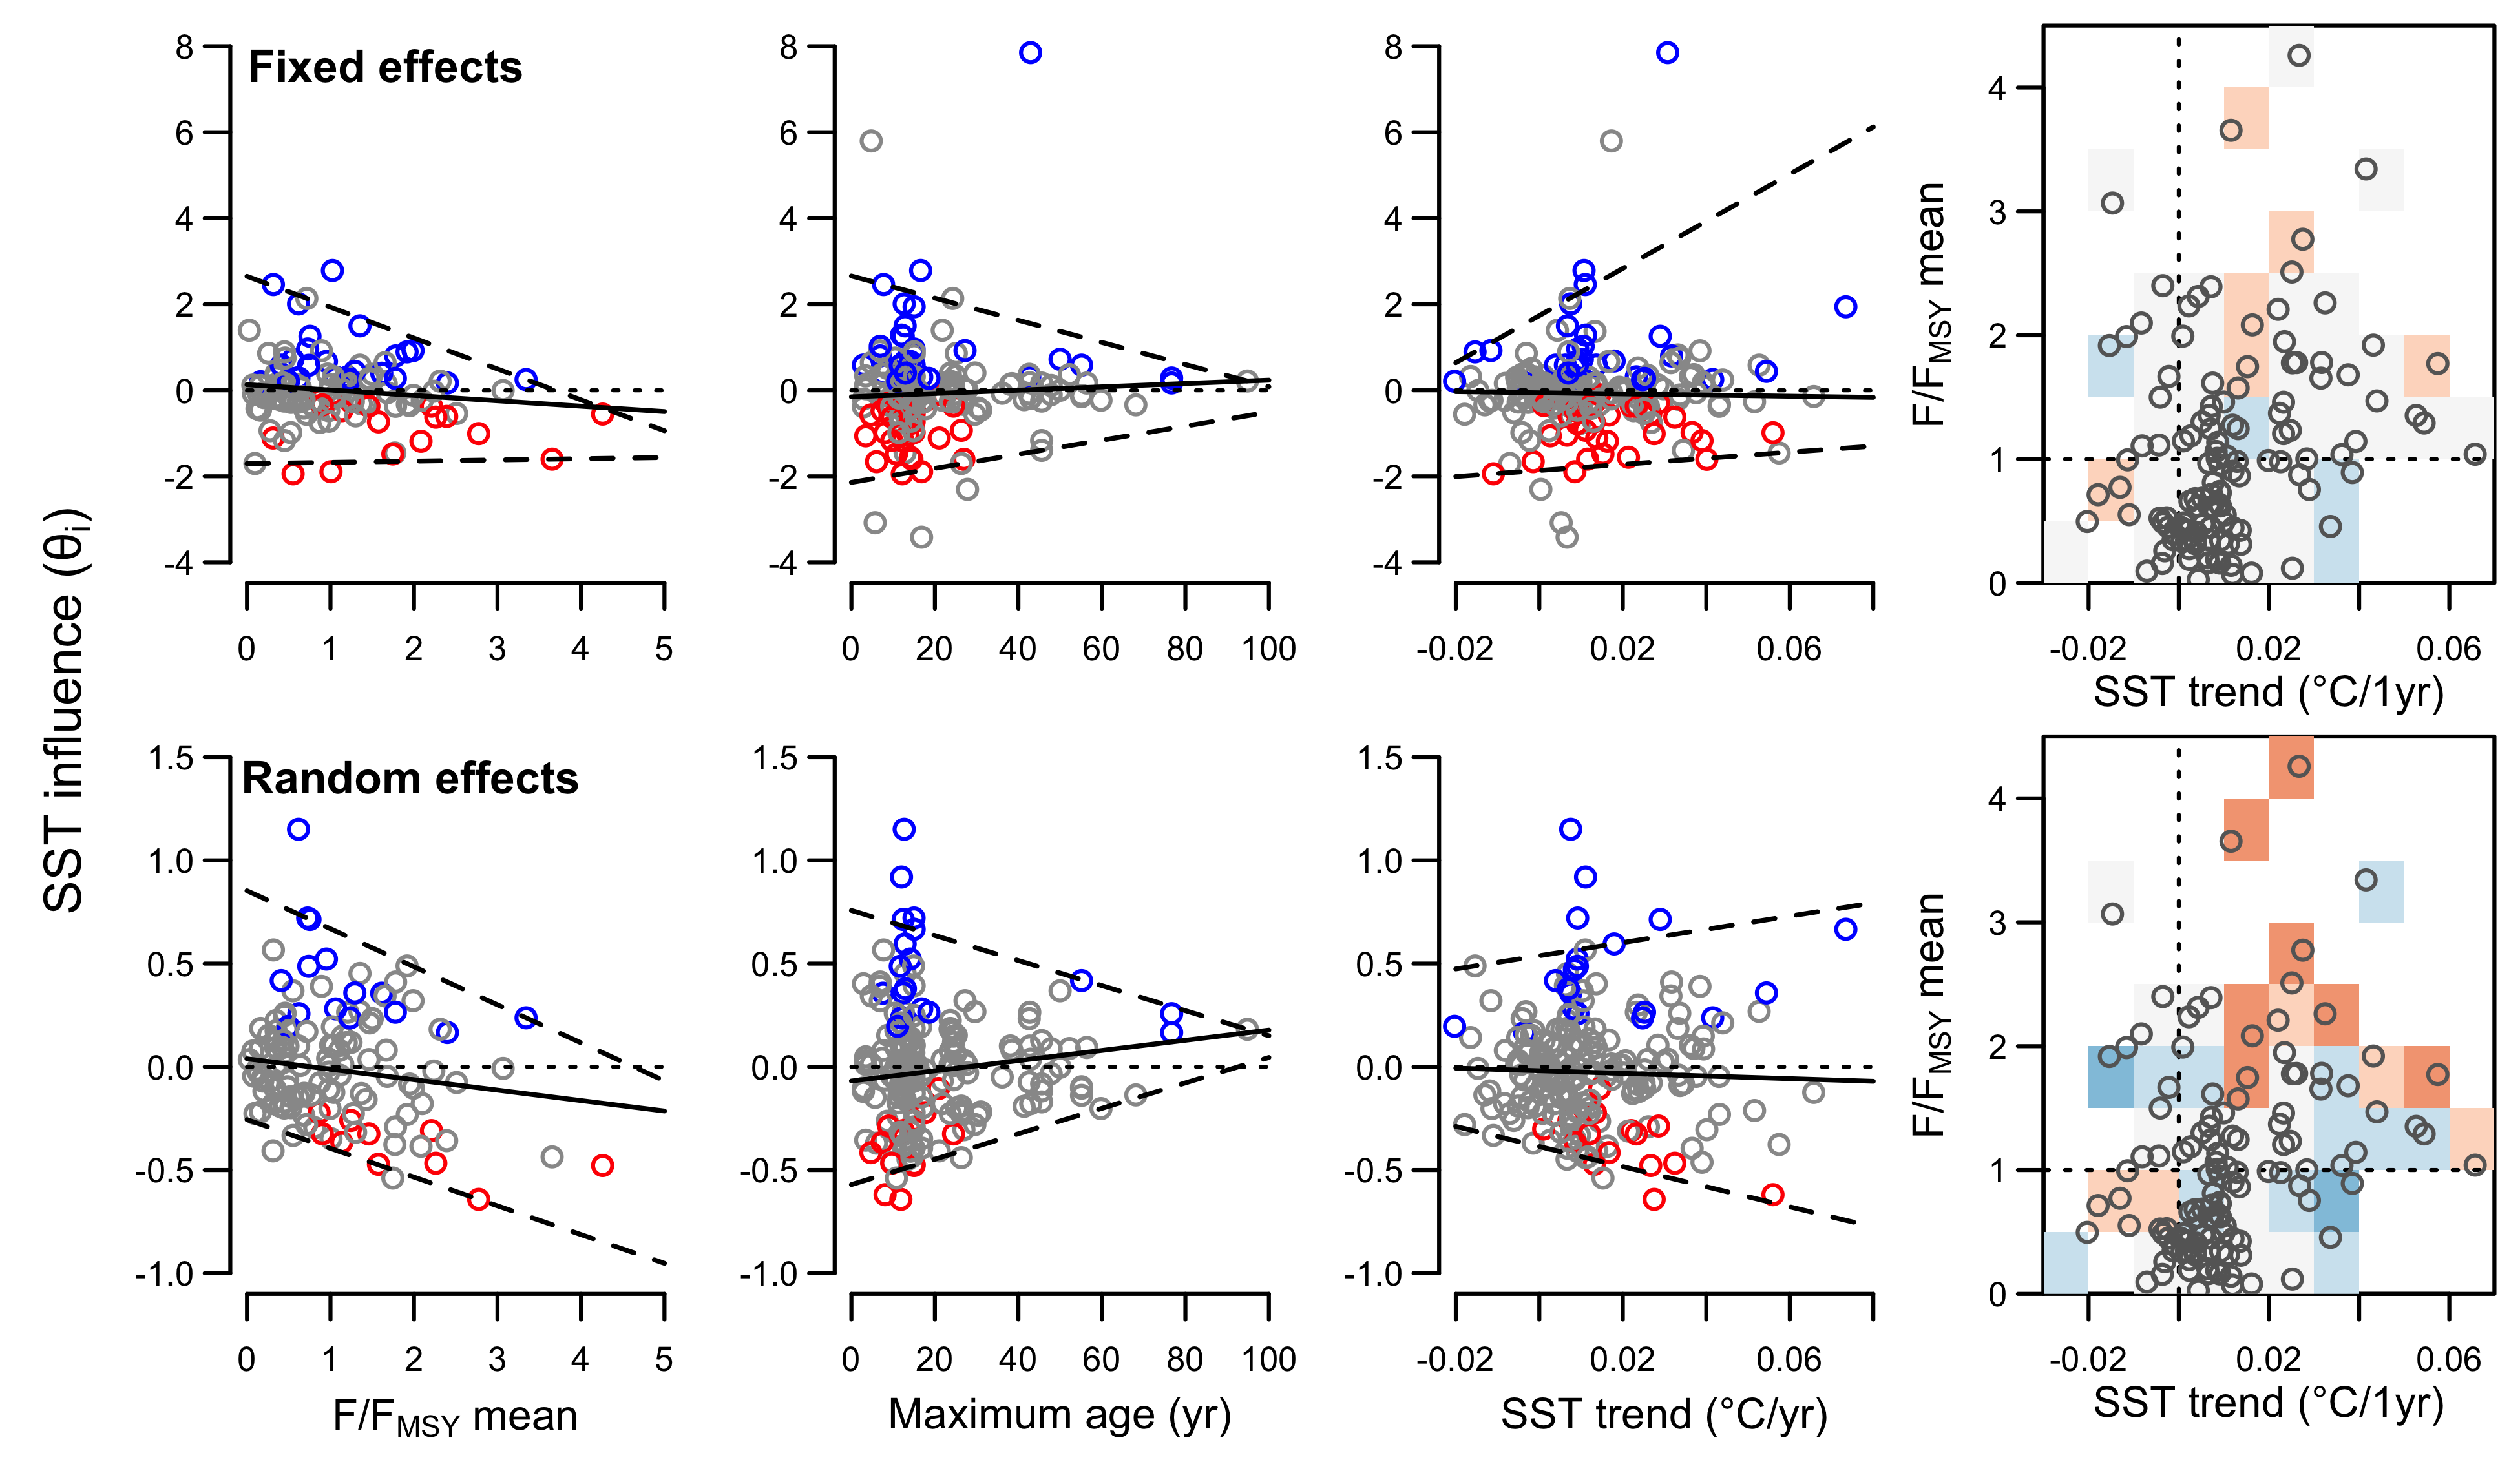 Fixed effects
8
6
4
2
0
-2
-4
0 1 2 3 4 5
8
6
4
2
0
-2
-4
0 20 40 60 80 100
8
6
4
2
0
-2
-4
-0.02 0.02 0.06
F/FMSY mean
4
3
2
1
0
-0.02 0.02 0.06
SST trend (°C/1yr)
SST influence (θi)
Random effects
1.5
1.0
0.5
0.0
-0.5
-1.0
0 1 2 3 4 5
F/FMSY mean
1.5
1.0
0.5
0.0
-0.5
-1.0
0 20 40 60 80 100
Maximum age (yr)
1.5
1.0
0.5
0.0
-0.5
-1.0
-0.02 0.02 0.06
SST trend (°C/yr)
F/FMSY mean
4
3
2
1
0
-0.02 0.02 0.06
SST trend (°C/1yr)